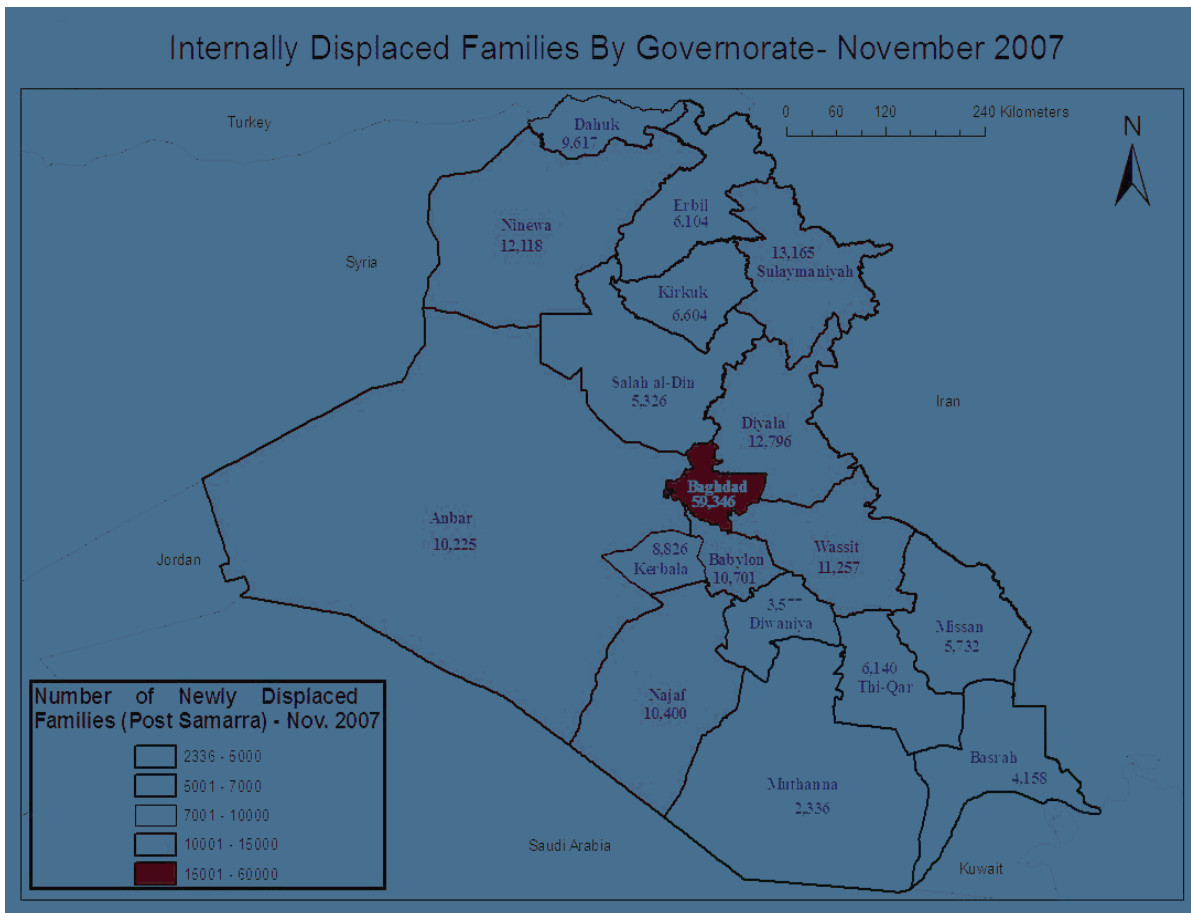 Internally Displaced Families By Governorate- November 2007
0 60 120 240 Kilometers
N
Turkey
Syria
Jordan
Saudi Arabia
Kuwait
Iran
Dahuk
9,617
Ninewa
12,118
Erbil
6,104
13,165
Sulaymaniyah
Kirkuk
6,604
Salah al-Din
5,326
Diyala
12,796
Baghdad
59,346
Anbar
10,225
8,826
Kerbala
Babylon
10,701
Wassit
11,257
3,577
Diwaniya
Missan
5,732
6,140
Thi-Qar
Najaf
10,400
Muthanna
2,336
Basrah
4,158
Number of Newly Displaced
Families (Post Samarra) - Nov. 2007
2336 - 5000
5001 - 7000
7001 - 10000
10001 - 15000
15001 - 60000